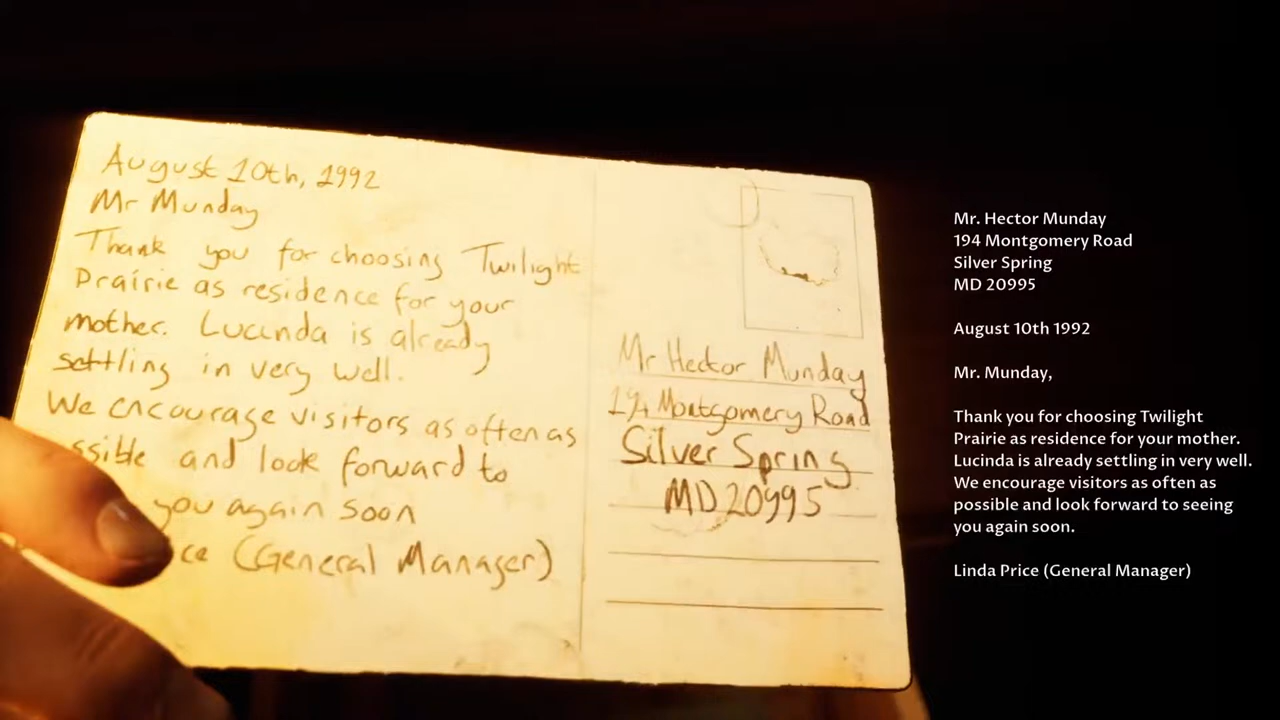 August 10th, 1992
Mr Munday
Thank you for choosing Twilight
Prairie as residence for your
mother. Lucinda is already
settling in very well.
We encourage visitors as often as
ssible and look forward to
you again soon
ce (General Manager)
Mr Hector Munday
194 Montgomery Road
Silver Spring
MD 20995
Mr. Hector Munday
194 Montgomery Road
Silver Spring
MD 20995
August 10th 1992
Mr. Munday,
Thank you for choosing Twilight
Prairie as residence for your mother.
Lucinda is already settling in very well.
We encourage visitors as often as
possible and look forward to seeing
you again soon.
Linda Price (General Manager)